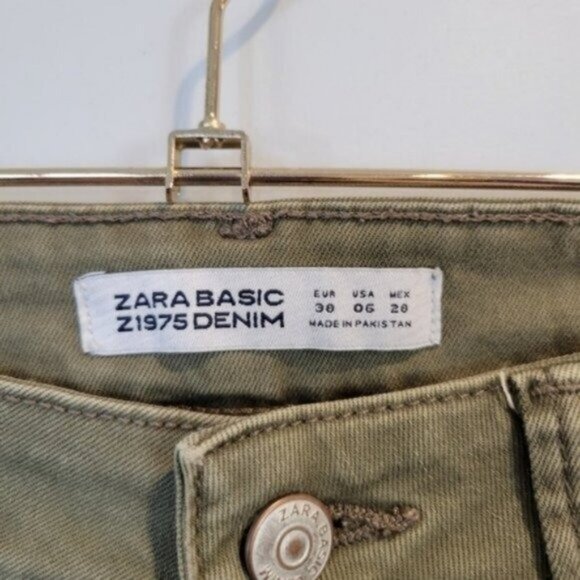 ZARA BASIC
Z1975 DENIM
EUR USA MEX
38 06 28
MADE IN PAKISTAN
ZARA BASIC